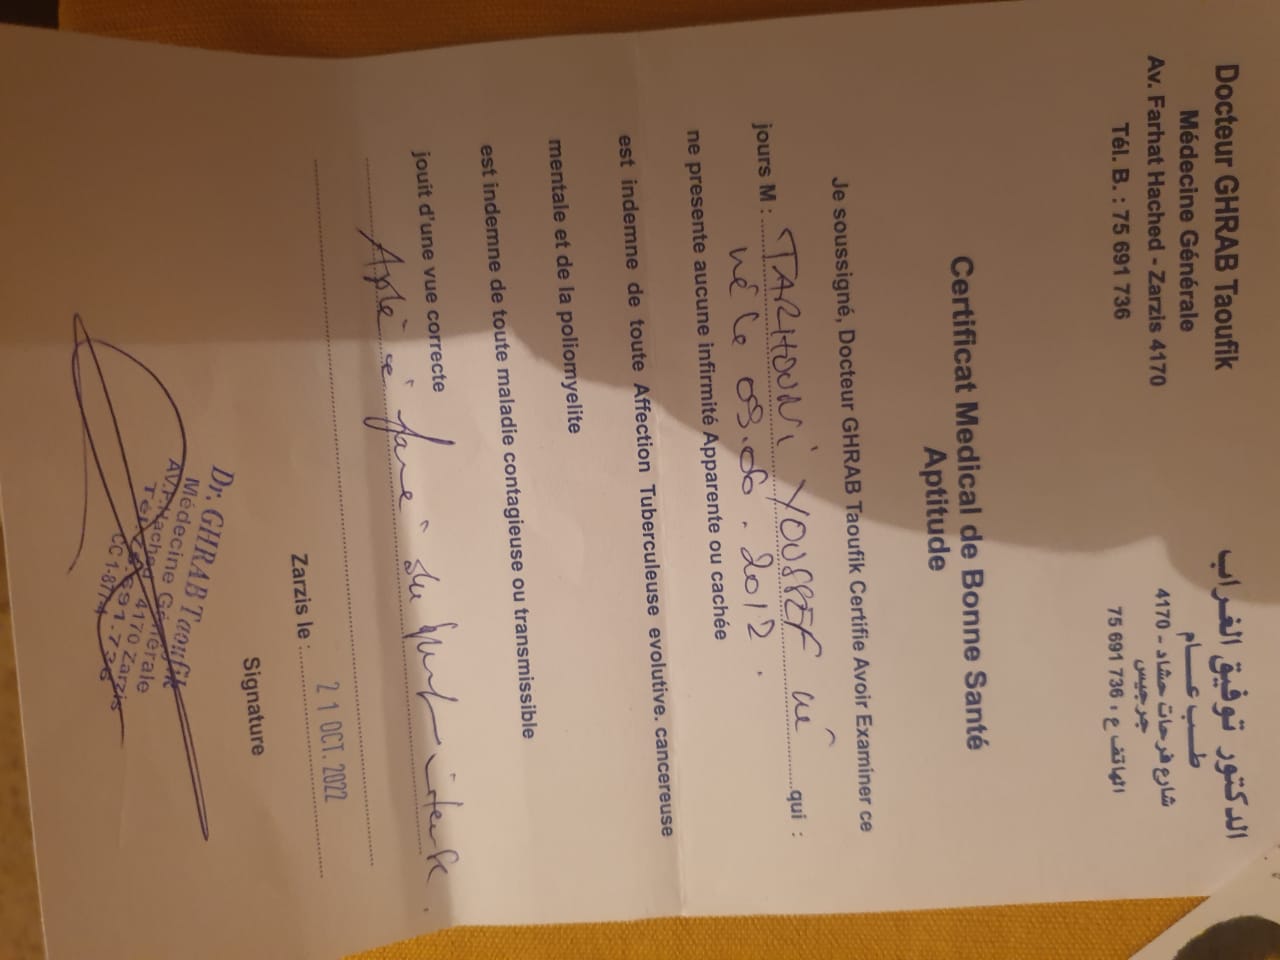 Docteur GHRAB Taoufik
Médecine Générale
Av. Farhat Hached - Zarzis 4170
Tél. B. : 75 691 736
الدكتور توفيق الغراب
طـب عـــام
شارع فرحات حشاد - 4170
جرجيس
الهاتف ع : 75 691 736
Certificat Medical de Bonne Santé
Aptitude
Je soussigné, Docteur GHRAB Taoufik Certifie Avoir Examiner ce
jours M : TARHOUNI YOUSSEF né qui :
né le 09.06.2012.
ne presente aucune infirmité Apparente ou cachée
est indemne de toute Affection Tuberculeuse evolutive. cancereuse
mentale et de la poliomyelite
est indemne de toute maladie contagieuse ou transmissible
jouit d'une vue correcte
Apte à faire du
Zarzis le : 21 OCT. 2022
Signature
Dr. GHRAB Taoufik
Médecine Générale
AV. F. Hached 4170 Zarzis